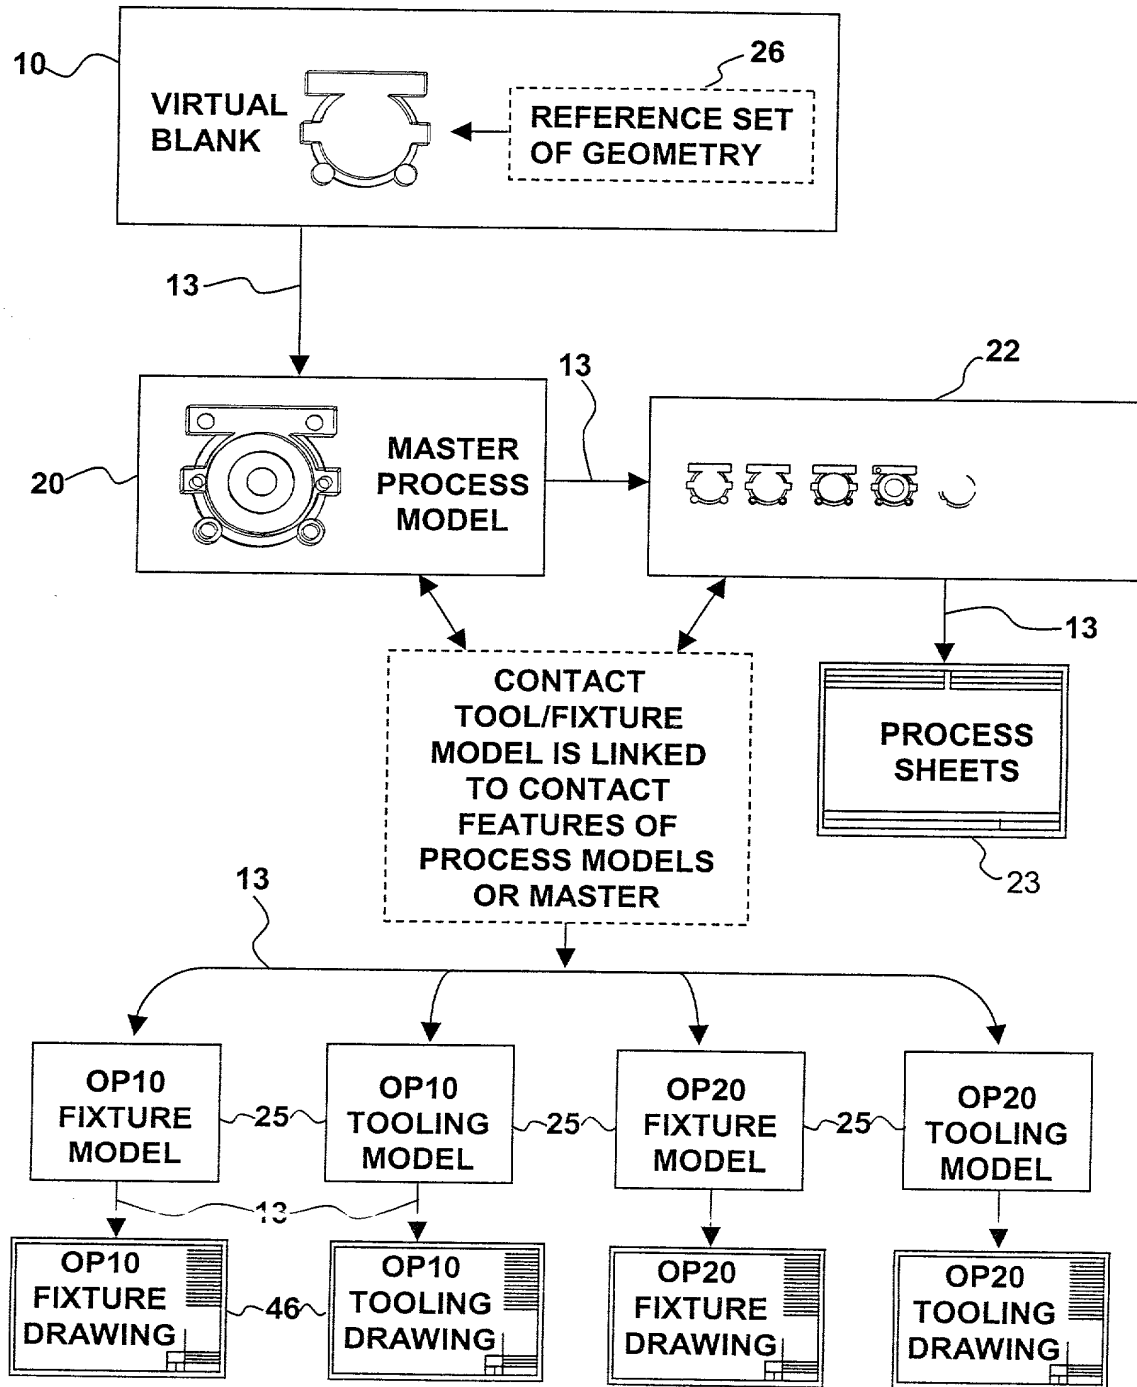 10
26
VIRTUAL
BLANK
REFERENCE SET
OF GEOMETRY
13
13
22
20
MASTER
PROCESS
MODEL
13
CONTACT
TOOL/FIXTURE
MODEL IS LINKED
TO CONTACT
FEATURES OF
PROCESS MODELS
OR MASTER
PROCESS
SHEETS
23
13
OP10
FIXTURE
MODEL
25
OP10
TOOLING
MODEL
25
OP20
FIXTURE
MODEL
25
OP20
TOOLING
MODEL
13
OP10
FIXTURE
DRAWING
46
OP10
TOOLING
DRAWING
OP20
FIXTURE
DRAWING
OP20
TOOLING
DRAWING